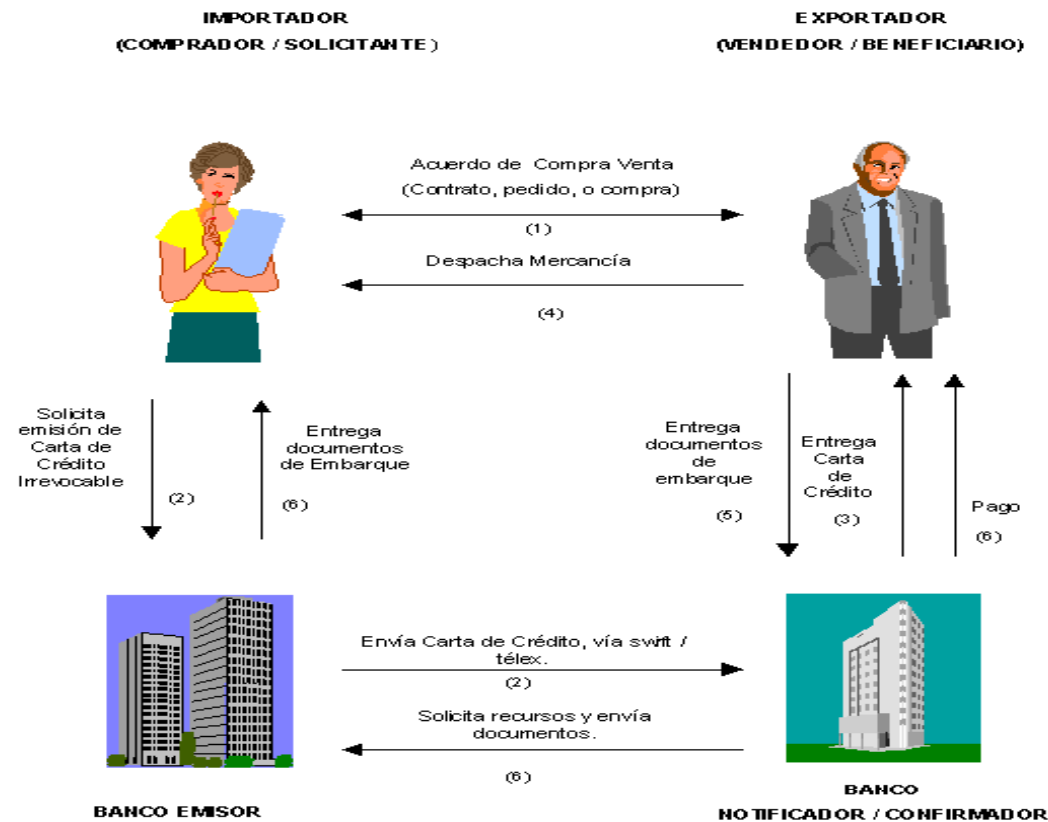 IMPORTADOR
(COMPRADOR / SOLICITANTE)
EXPORTADOR
(VENDEDOR / BENEFICIARIO)
Acuerdo de Compra Venta
(Contrato, pedido, o compra)
(1)
Despacha Mercancía
(4)
Solicita
emisión de
Carta de
Crédito
Irrevocable
(2)
Entrega
documentos
de Embarque
(6)
Entrega
documentos
de
embarque
(5)
Entrega
Carta
de
Crédito
(3)
Pago
(6)
Envía Carta de Crédito, vía swift /
télex.
(2)
Solicita recursos y envía
documentos.
(6)
BANCO EMISOR
BANCO
NOTIFICADOR / CONFIRMADOR